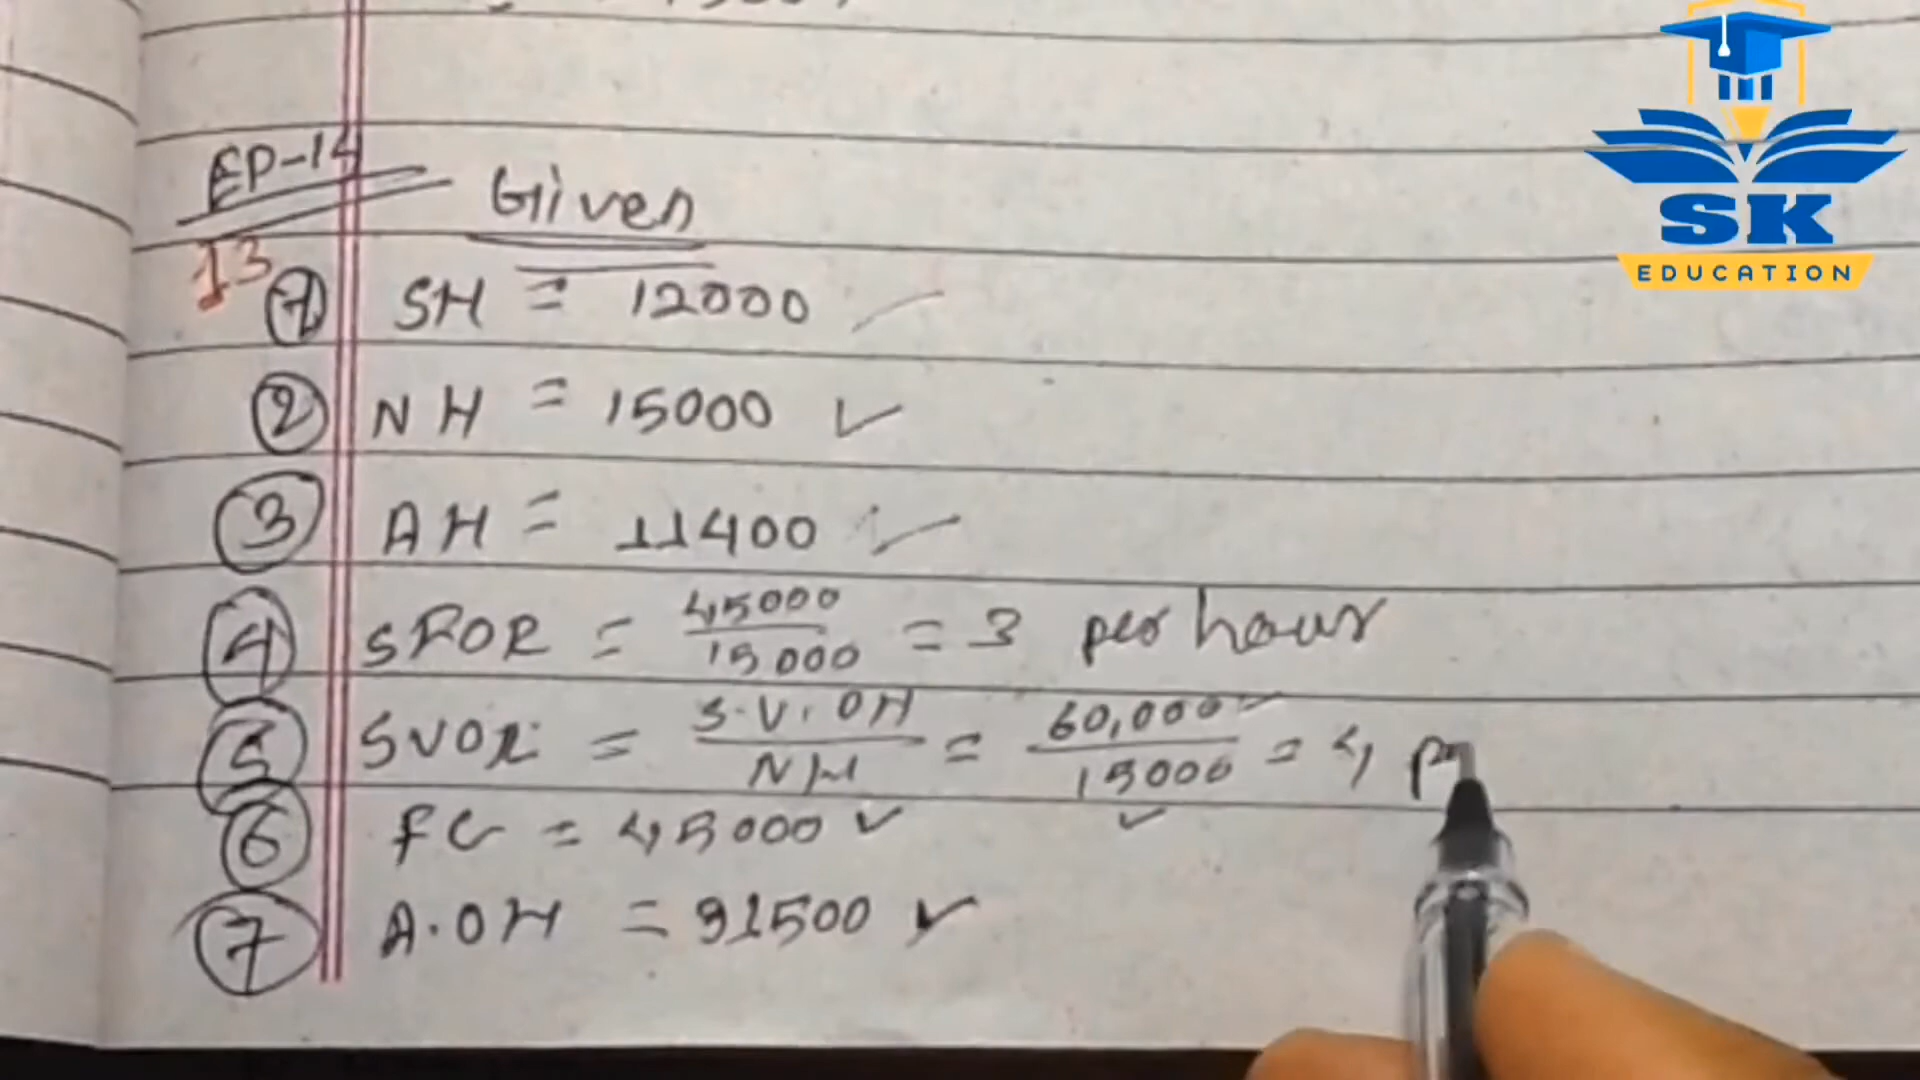 EP-14
Given
13
① SH = 12000
② NH = 15000 ✓
③ AH = 11400 ✓
④ SFOR = 45000/15000 = 3 per hour
⑤ SVOR = S.V.OH/NH = 60,000/15000 = 4 p
⑥ FC = 45000 ✓
⑦ A.OH = 91500 ✓
SK
EDUCATION